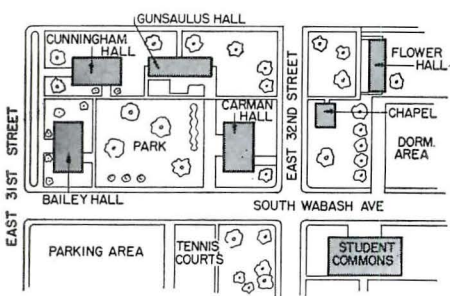 GUNSAULUS HALL
CUNNINGHAM
HALL
FLOWER
HALL
CARMAN
HALL
EAST 32ND STREET
CHAPEL
PARK
DORM.
AREA
EAST 31ST STREET
BAILEY HALL
SOUTH WABASH AVE
PARKING AREA
TENNIS
COURTS
STUDENT
COMMONS